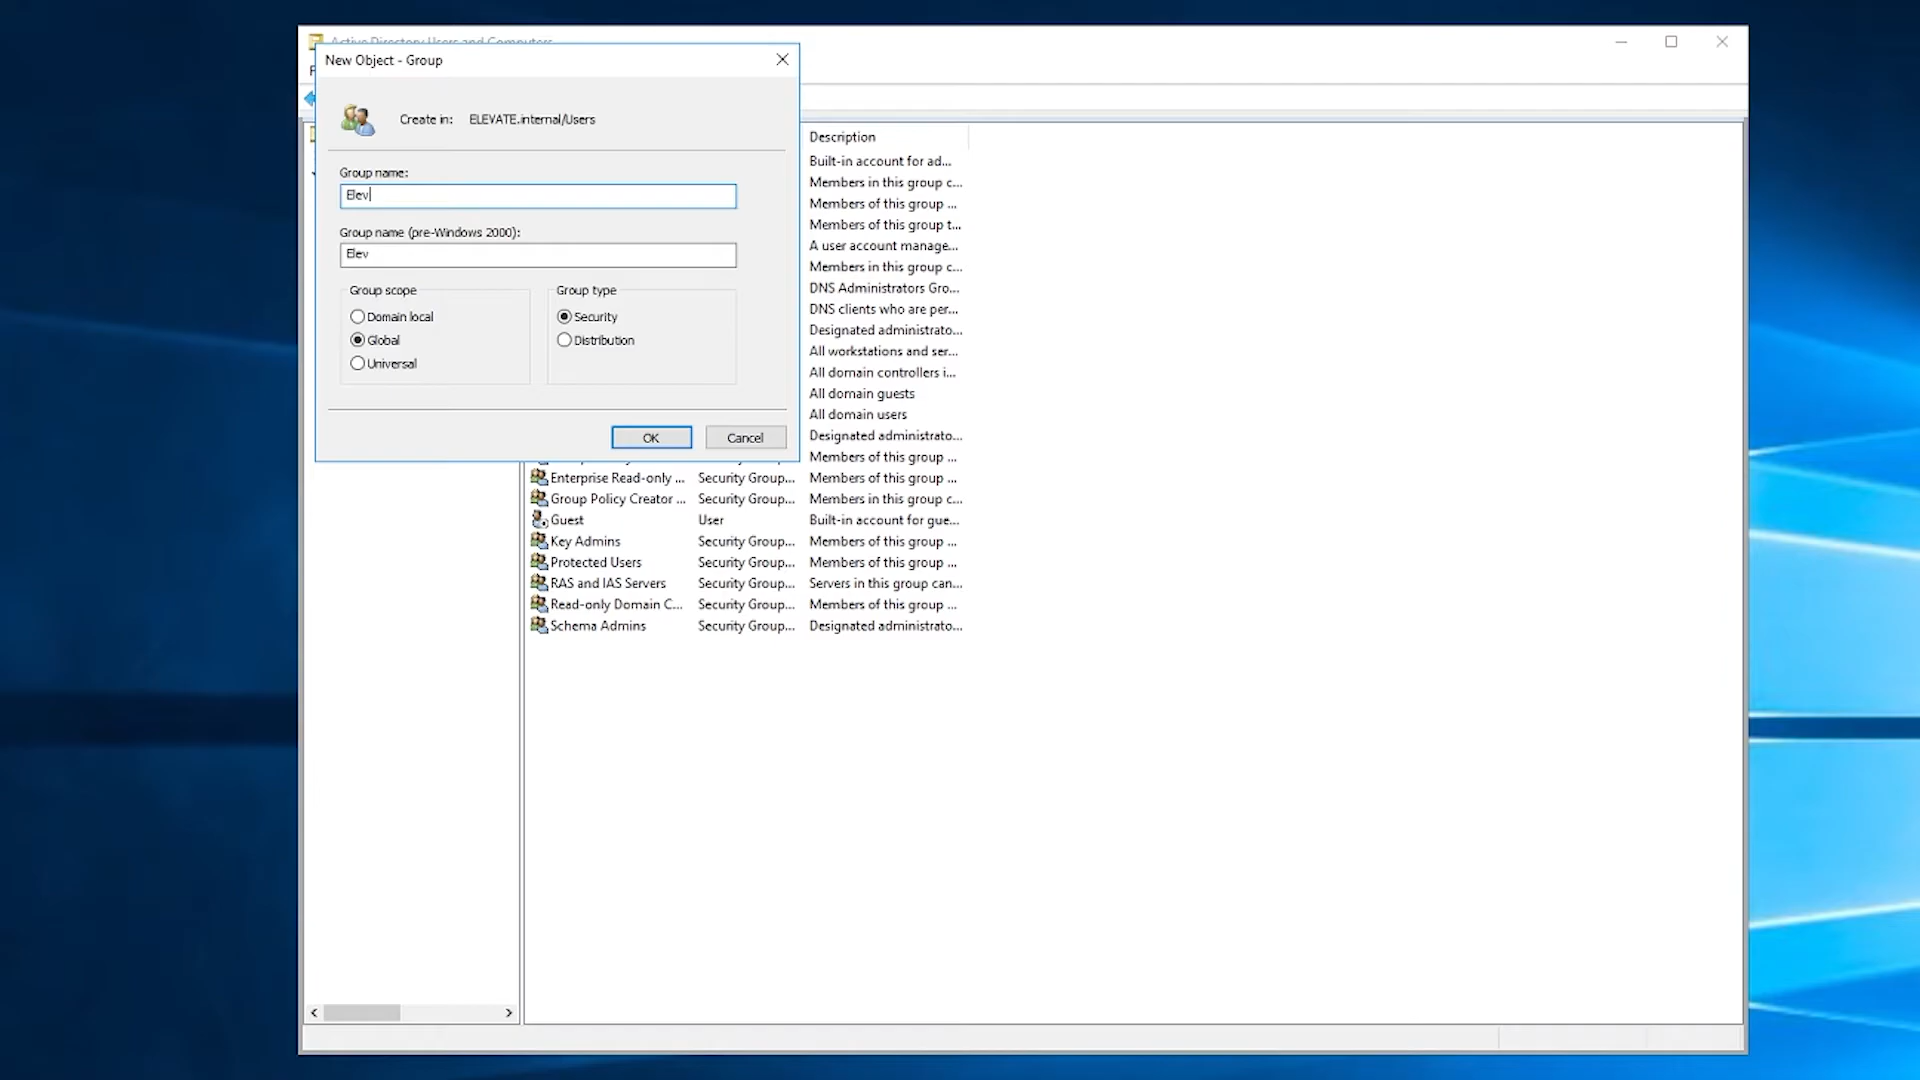 Active Directory Users and Computers
New Object - Group
Create in: ELEVATE.internal/Users
Group name:
Elev
Group name (pre-Windows 2000):
Elev
Group scope
Domain local
Global
Universal
Group type
Security
Distribution
OK
Cancel
Description
Built-in account for ad...
Members in this group c...
Members of this group ...
Members of this group t...
A user account manage...
Members in this group c...
DNS Administrators Gro...
DNS clients who are per...
Designated administrato...
All workstations and ser...
All domain controllers i...
All domain guests
All domain users
Designated administrato...
Members of this group ...
Enterprise Read-only ... Security Group... Members of this group ...
Group Policy Creator ... Security Group... Members in this group c...
Guest User Built-in account for gue...
Key Admins Security Group... Members of this group ...
Protected Users Security Group... Members of this group ...
RAS and IAS Servers Security Group... Servers in this group can...
Read-only Domain C... Security Group... Members of this group ...
Schema Admins Security Group... Designated administrato...